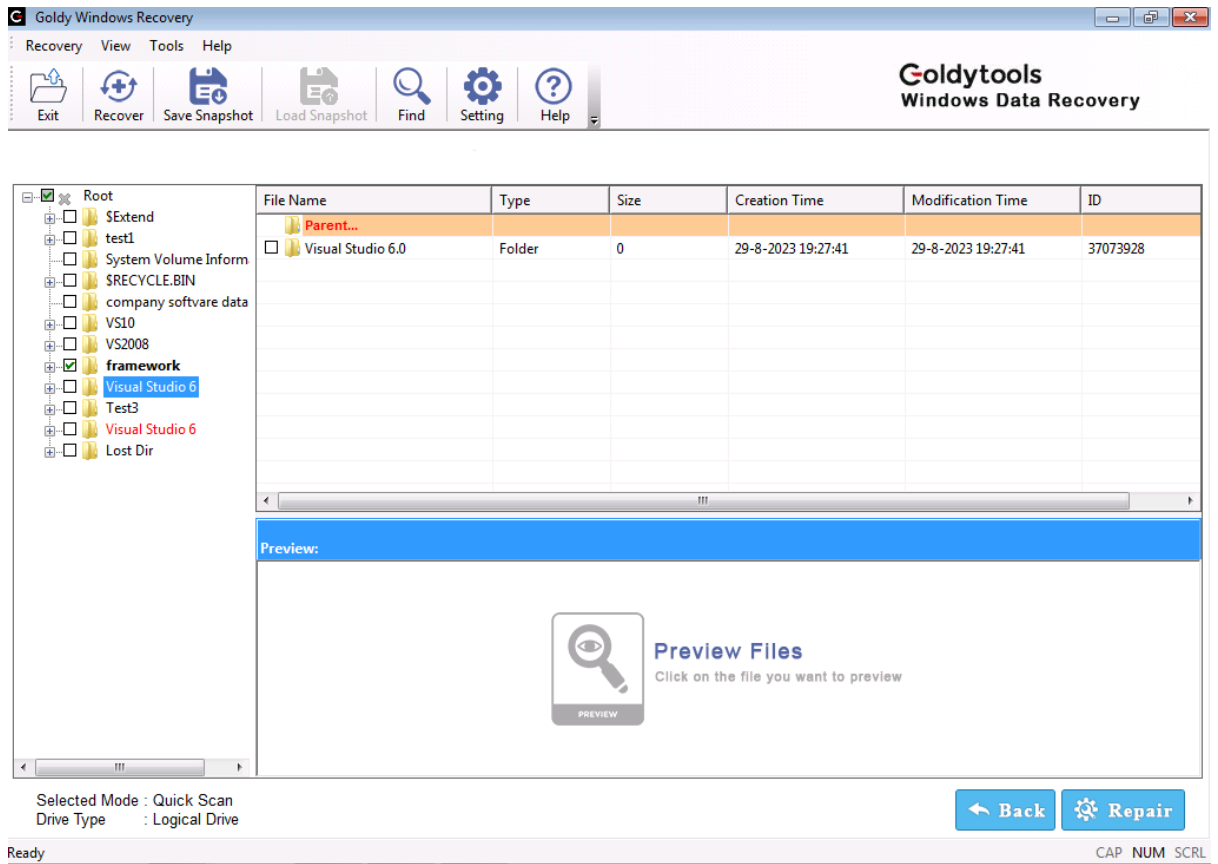 Goldy Windows Recovery
Recovery View Tools Help
Goldytools
Windows Data Recovery
Exit Recover Save Snapshot Load Snapshot Find Setting Help
Root
$Extend
test1
System Volume Inform
$RECYCLE.BIN
company softvare data
VS10
VS2008
framework
Visual Studio 6
Test3
Visual Studio 6
Lost Dir
File Name Type Size Creation Time Modification Time ID
Parent...
Visual Studio 6.0 Folder 0 29-8-2023 19:27:41 29-8-2023 19:27:41 37073928
Preview:
Preview Files
Click on the file you want to preview
PREVIEW
Selected Mode : Quick Scan
Drive Type : Logical Drive
Back Repair
Ready CAP NUM SCRL